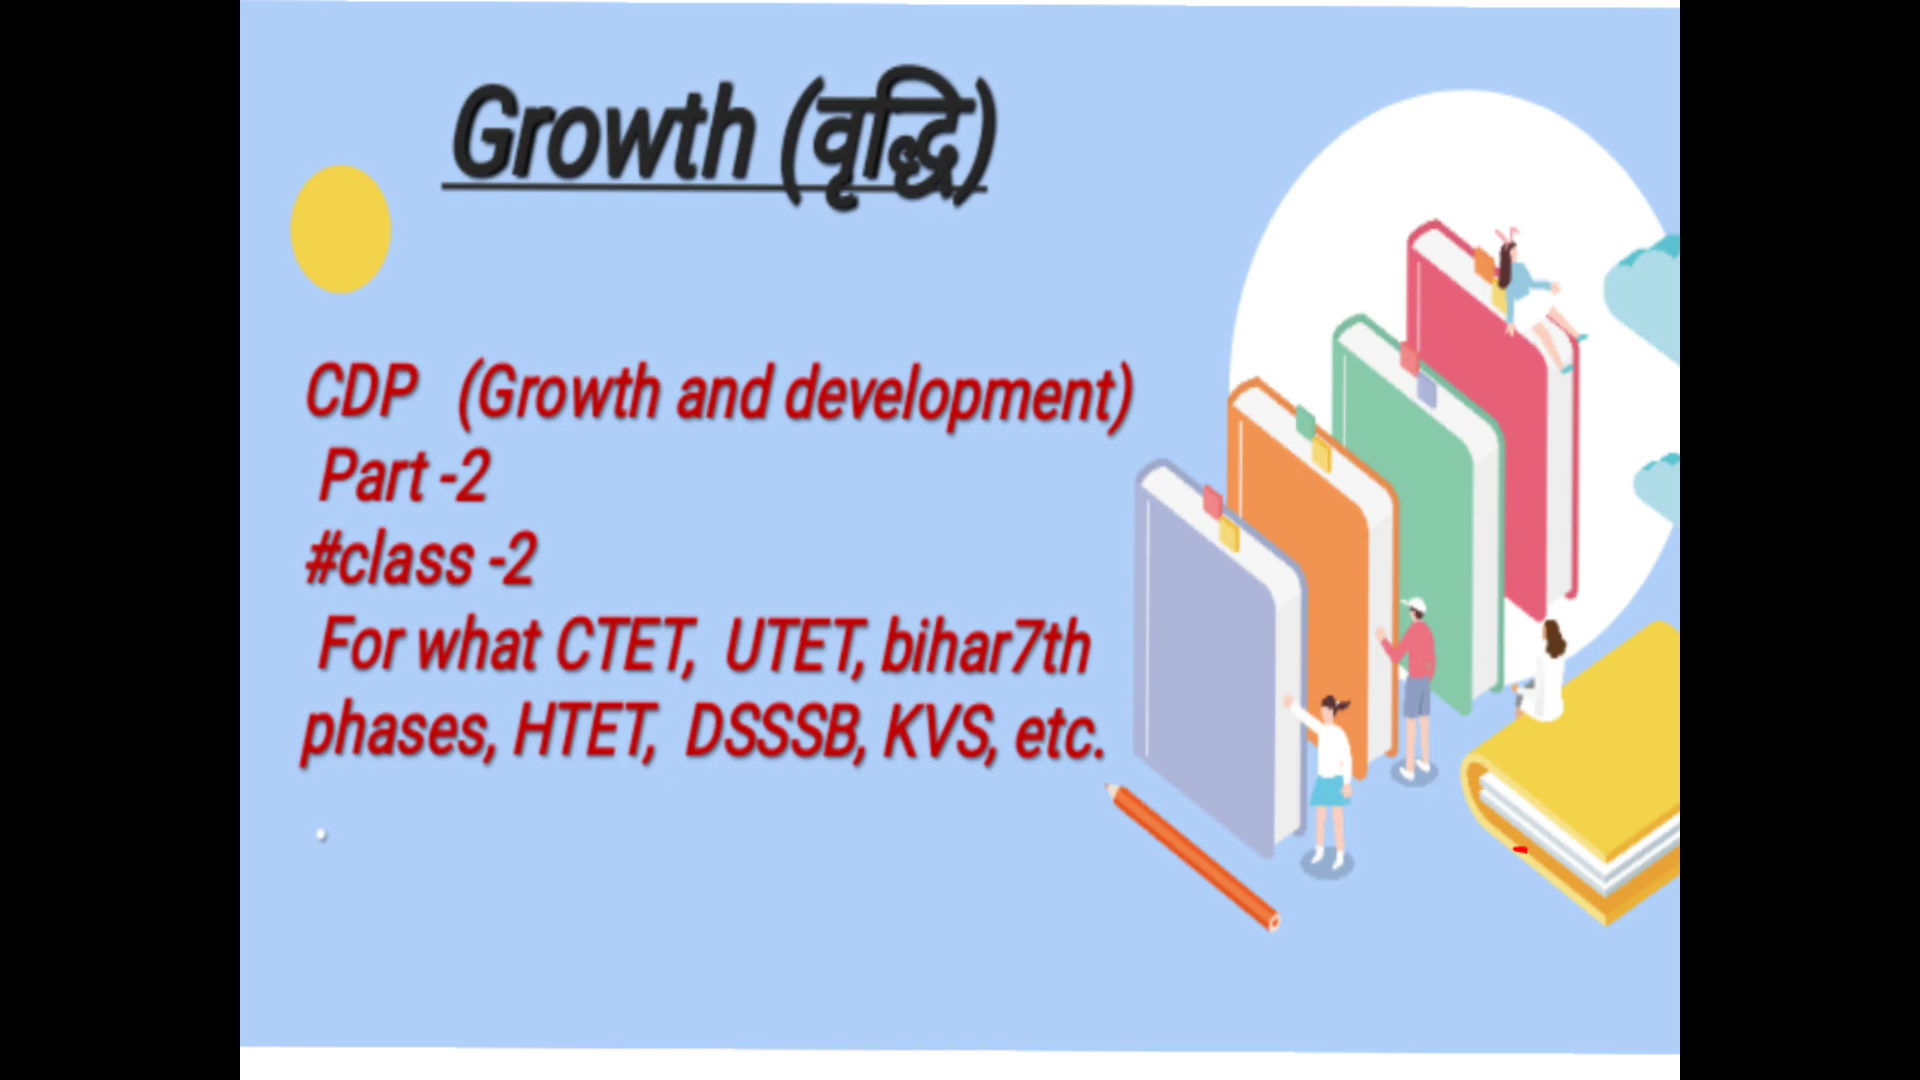 Growth (वृद्धि)
CDP (Growth and development)
Part -2
#class -2
For what CTET, UTET, bihar7th
phases, HTET, DSSSB, KVS, etc.